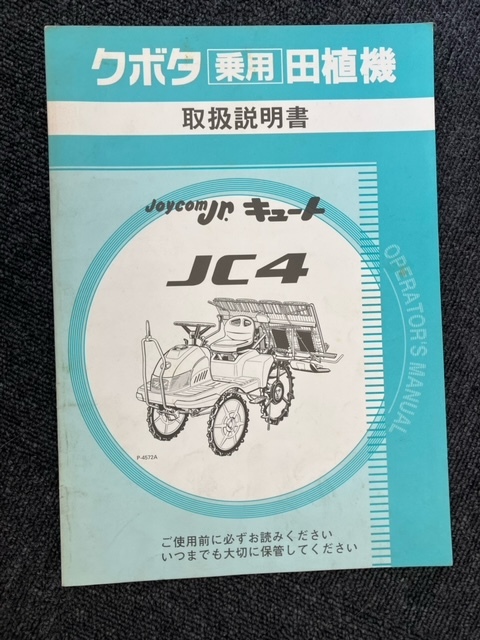 クボタ 乗用 田植機
取扱説明書
Joycom Jr. キュート
JC4
OPERATOR'S MANUAL
P-4572A
ご使用前に必ずお読みください
いつまでも大切に保管してください